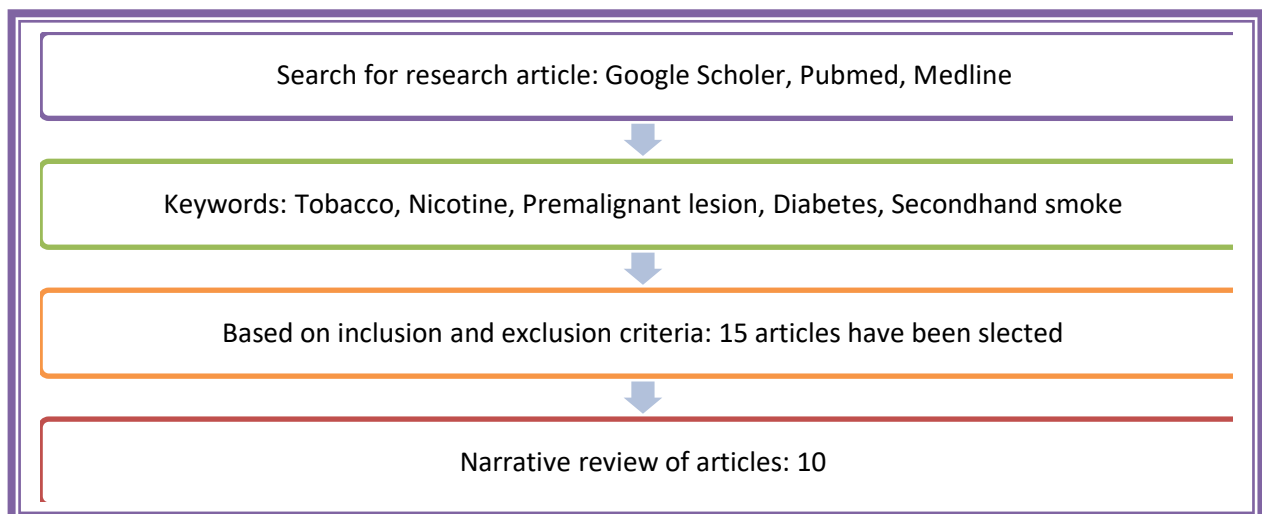 Search for research article: Google Scholer, Pubmed, Medline
Keywords: Tobacco, Nicotine, Premalignant lesion, Diabetes, Secondhand smoke
Based on inclusion and exclusion criteria: 15 articles have been slected
Narrative review of articles: 10